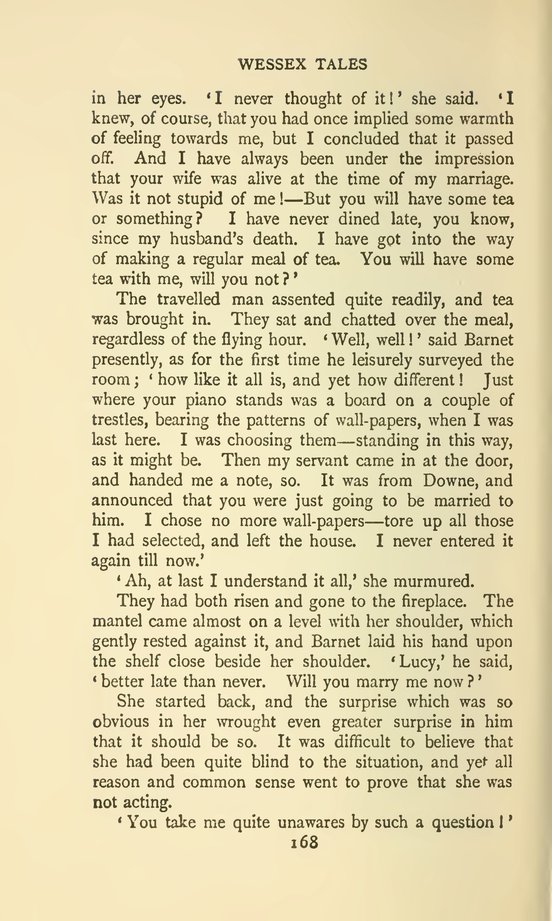 WESSEX TALES
in her eyes. ‘I never thought of it!’ she said. ‘I
knew, of course, that you had once implied some warmth
of feeling towards me, but I concluded that it passed
off. And I have always been under the impression
that your wife was alive at the time of my marriage.
Was it not stupid of me!—But you will have some tea
or something? I have never dined late, you know,
since my husband’s death. I have got into the way
of making a regular meal of tea. You will have some
tea with me, will you not?’
The travelled man assented quite readily, and tea
was brought in. They sat and chatted over the meal,
regardless of the flying hour. ‘Well, well!’ said Barnet
presently, as for the first time he leisurely surveyed the
room; ‘how like it all is, and yet how different! Just
where your piano stands was a board on a couple of
trestles, bearing the patterns of wall-papers, when I was
last here. I was choosing them—standing in this way,
as it might be. Then my servant came in at the door,
and handed me a note, so. It was from Downe, and
announced that you were just going to be married to
him. I chose no more wall-papers—tore up all those
I had selected, and left the house. I never entered it
again till now.’
‘Ah, at last I understand it all,’ she murmured.
They had both risen and gone to the fireplace. The
mantel came almost on a level with her shoulder, which
gently rested against it, and Barnet laid his hand upon
the shelf close beside her shoulder. ‘Lucy,’ he said,
‘better late than never. Will you marry me now?’
She started back, and the surprise which was so
obvious in her wrought even greater surprise in him
that it should be so. It was difficult to believe that
she had been quite blind to the situation, and yet all
reason and common sense went to prove that she was
not acting.
‘You take me quite unawares by such a question!’
168